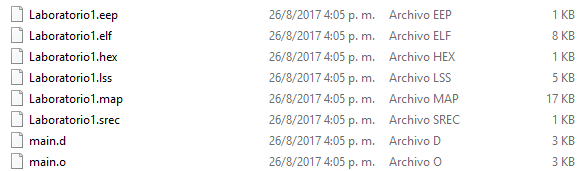 Laboratorio1.eep 26/8/2017 4:05 p. m. Archivo EEP 1 KB
Laboratorio1.elf 26/8/2017 4:05 p. m. Archivo ELF 8 KB
Laboratorio1.hex 26/8/2017 4:05 p. m. Archivo HEX 1 KB
Laboratorio1.lss 26/8/2017 4:05 p. m. Archivo LSS 5 KB
Laboratorio1.map 26/8/2017 4:05 p. m. Archivo MAP 17 KB
Laboratorio1.srec 26/8/2017 4:05 p. m. Archivo SREC 1 KB
main.d 26/8/2017 4:05 p. m. Archivo D 3 KB
main.o 26/8/2017 4:05 p. m. Archivo O 3 KB